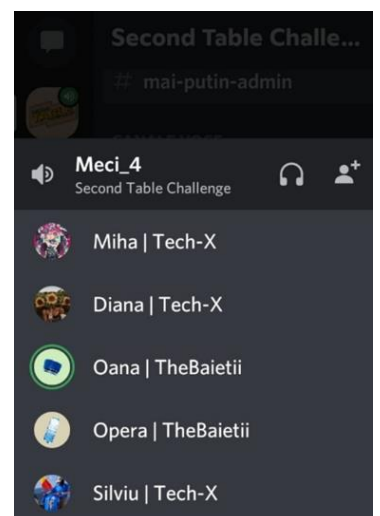 Second Table Challe...
# mai-putin-admin
Meci_4
Second Table Challenge
Miha | Tech-X
Diana | Tech-X
Oana | TheBaietii
Opera | TheBaietii
Silviu | Tech-X